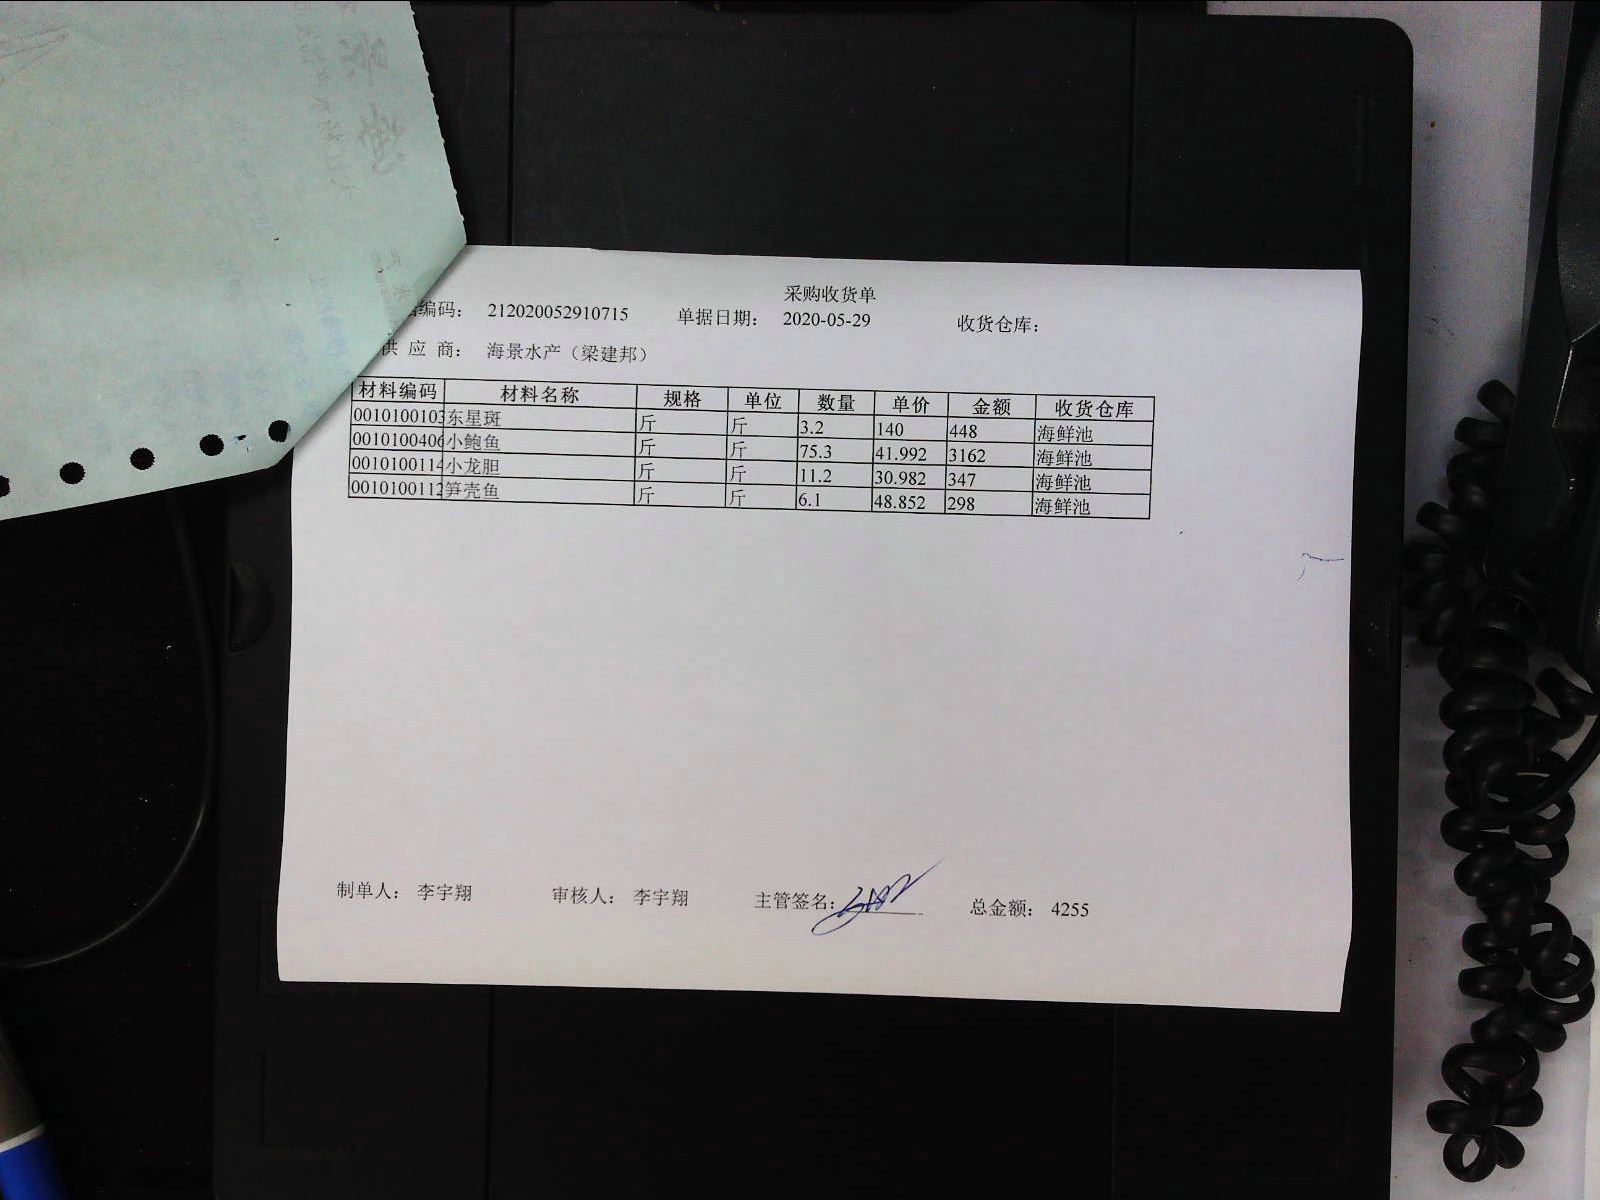 采购收货单
编码： 212020052910715 单据日期： 2020-05-29 收货仓库：
供 应 商： 海景水产（梁建邦）
材料编码 材料名称 规格 单位 数量 单价 金额 收货仓库
0010100103 东星斑 斤 斤 3.2 140 448 海鲜池
0010100406 小鲍鱼 斤 斤 75.3 41.992 3162 海鲜池
0010100114 小龙胆 斤 斤 11.2 30.982 347 海鲜池
0010100112 笋壳鱼 斤 斤 6.1 48.852 298 海鲜池
制单人： 李宇翔 审核人： 李宇翔 主管签名： 总金额： 4255